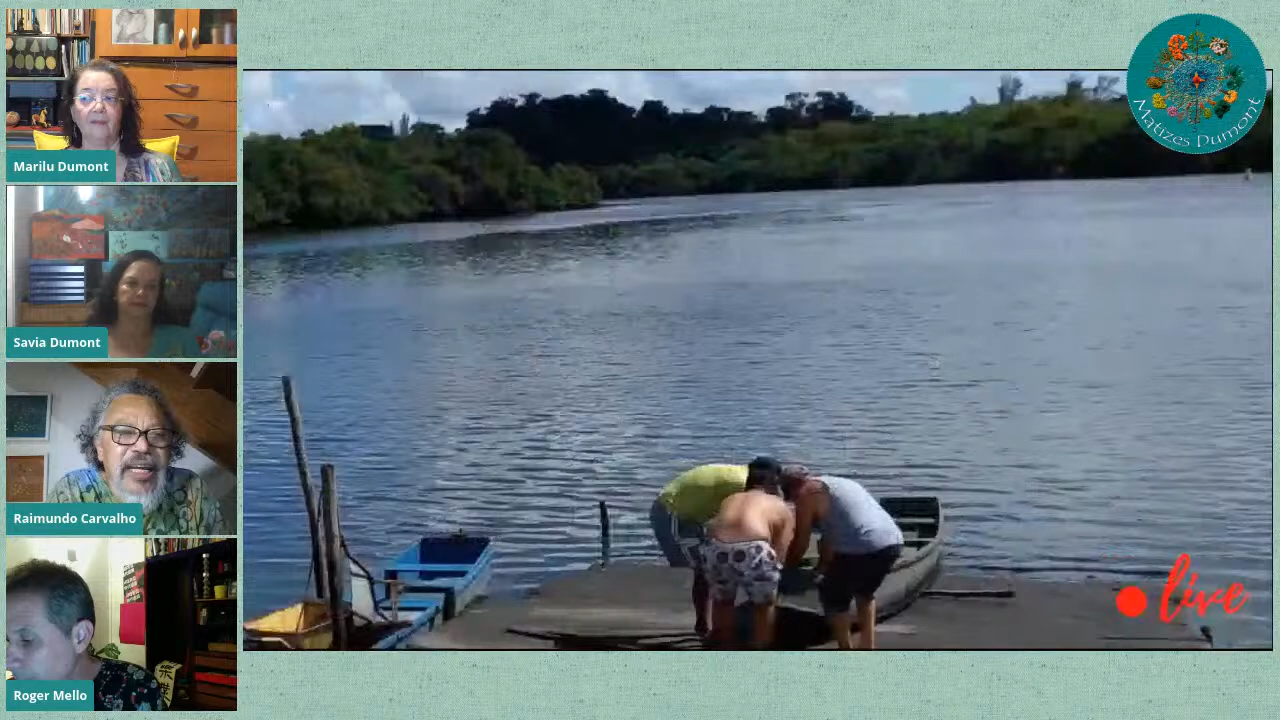 Marilu Dumont
Savia Dumont
Raimundo Carvalho
Roger Mello
Matizes Dumont
live